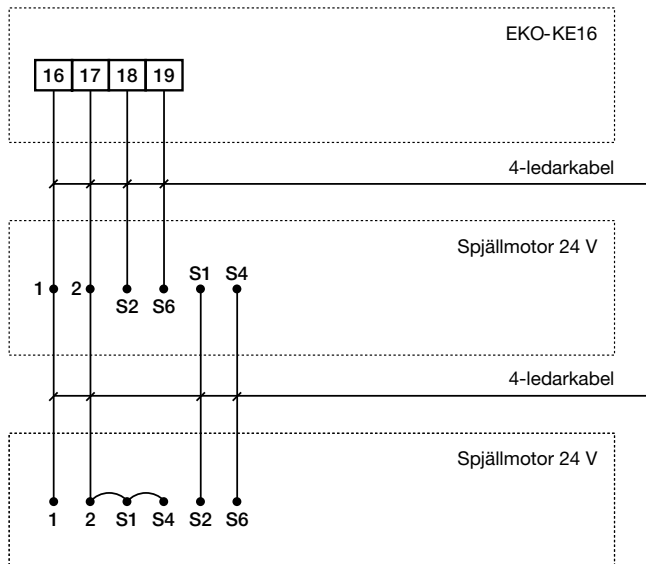 EKO-KE16
16 17 18 19
4-ledarkabel
Spjällmotor 24 V
S1 S4
1 2 S2 S6
4-ledarkabel
Spjällmotor 24 V
1 2 S1 S4 S2 S6